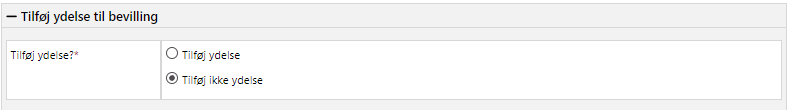 Tilføj ydelse til bevilling
Tilføj ydelse?*
Tilføj ydelse
Tilføj ikke ydelse